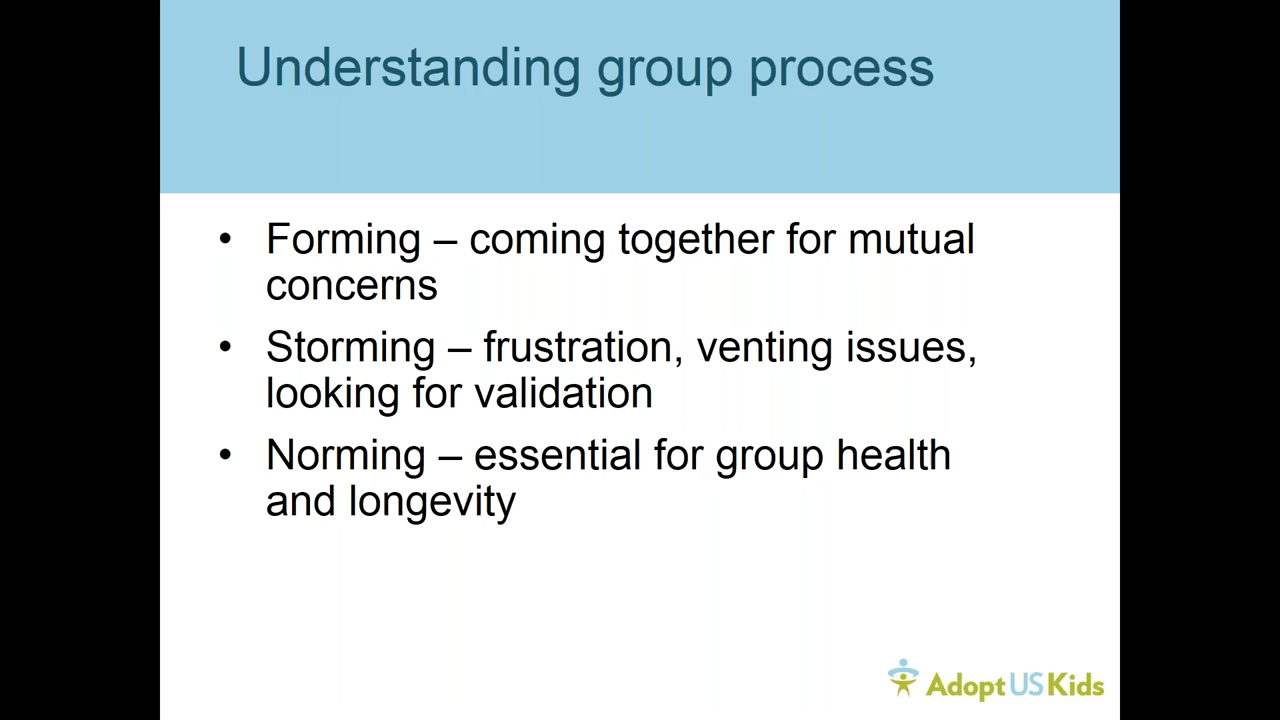 Understanding group process
• Forming – coming together for mutual
concerns
• Storming – frustration, venting issues,
looking for validation
• Norming – essential for group health
and longevity
AdoptUSKids